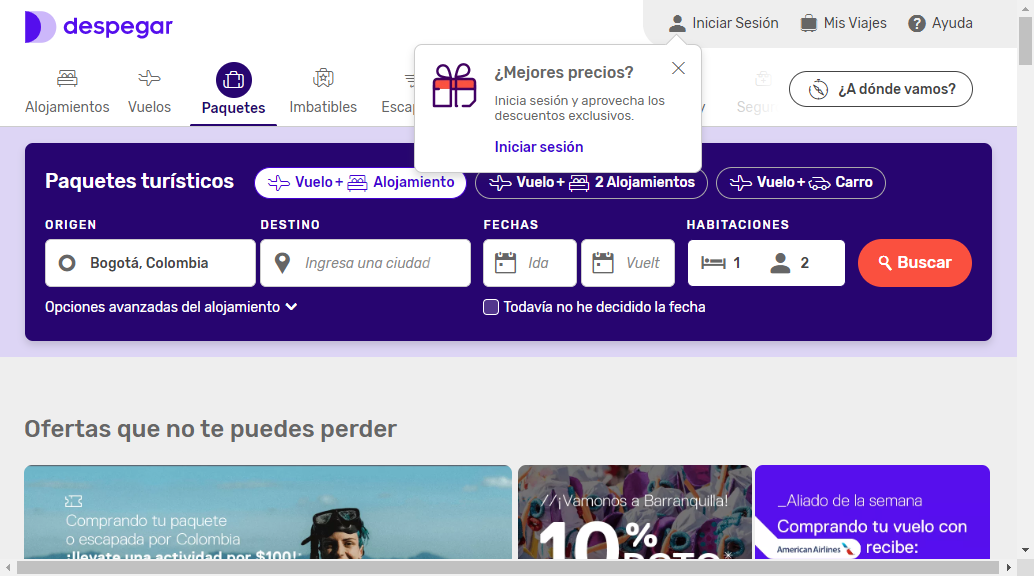 despegar
Iniciar Sesión
Mis Viajes
Ayuda
Alojamientos
Vuelos
Paquetes
Imbatibles
¿Mejores precios?
Inicia sesión y aprovecha los
descuentos exclusivos.
Iniciar sesión
¿A dónde vamos?
Paquetes turísticos
Vuelo + Alojamiento
Vuelo + 2 Alojamientos
Vuelo + Carro
ORIGEN
DESTINO
FECHAS
HABITACIONES
Bogotá, Colombia
Ingresa una ciudad
Ida
Vuelt
1
2
Buscar
Opciones avanzadas del alojamiento
Todavía no he decidido la fecha
Ofertas que no te puedes perder
Comprando tu paquete
o escapada por Colombia
¡llevate una actividad por $100!*
//¡Vamonos a Barranquilla!
10%
DCTO*
_Aliado de la semana
Comprando tu vuelo con
American Airlines recibe: